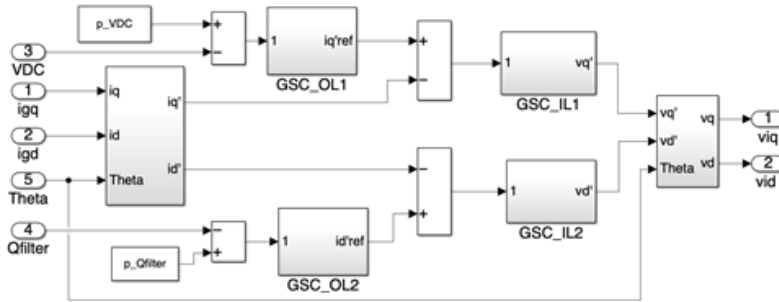 p_VDC
+
−
3
VDC
1
iq'ref
GSC_OL1
+
−
1
vq'
GSC_IL1
1
igq
2
igd
5
Theta
iq
id
Theta
iq'
id'
vq'
vd'
Theta
vq
vd
1
viq
2
vid
−
+
1
vd'
GSC_IL2
4
Qfilter
p_Qfilter
−
+
1
id'ref
GSC_OL2